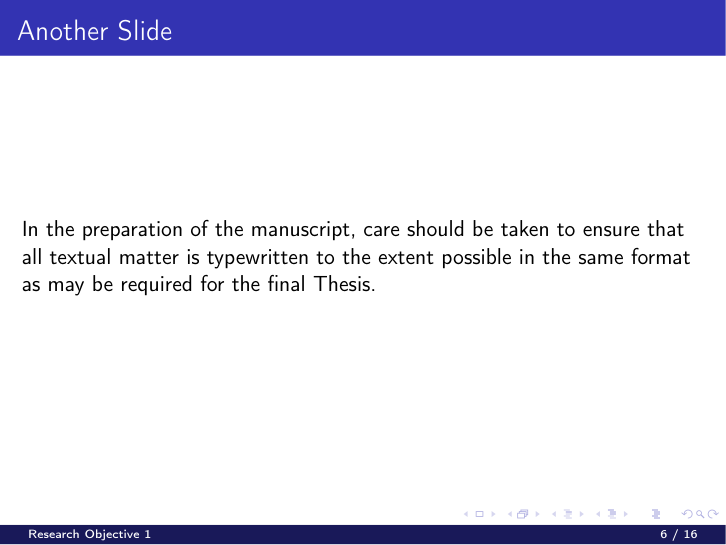 Another Slide
In the preparation of the manuscript, care should be taken to ensure that
all textual matter is typewritten to the extent possible in the same format
as may be required for the final Thesis.
Research Objective 1
6 / 16